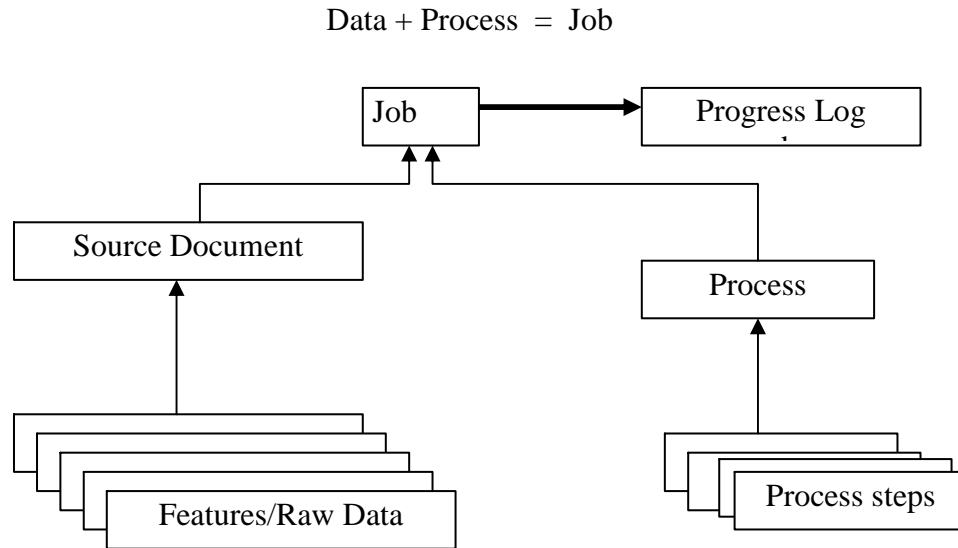 Data + Process = Job
Job
Progress Log
Source Document
Process
Features/Raw Data
Process steps